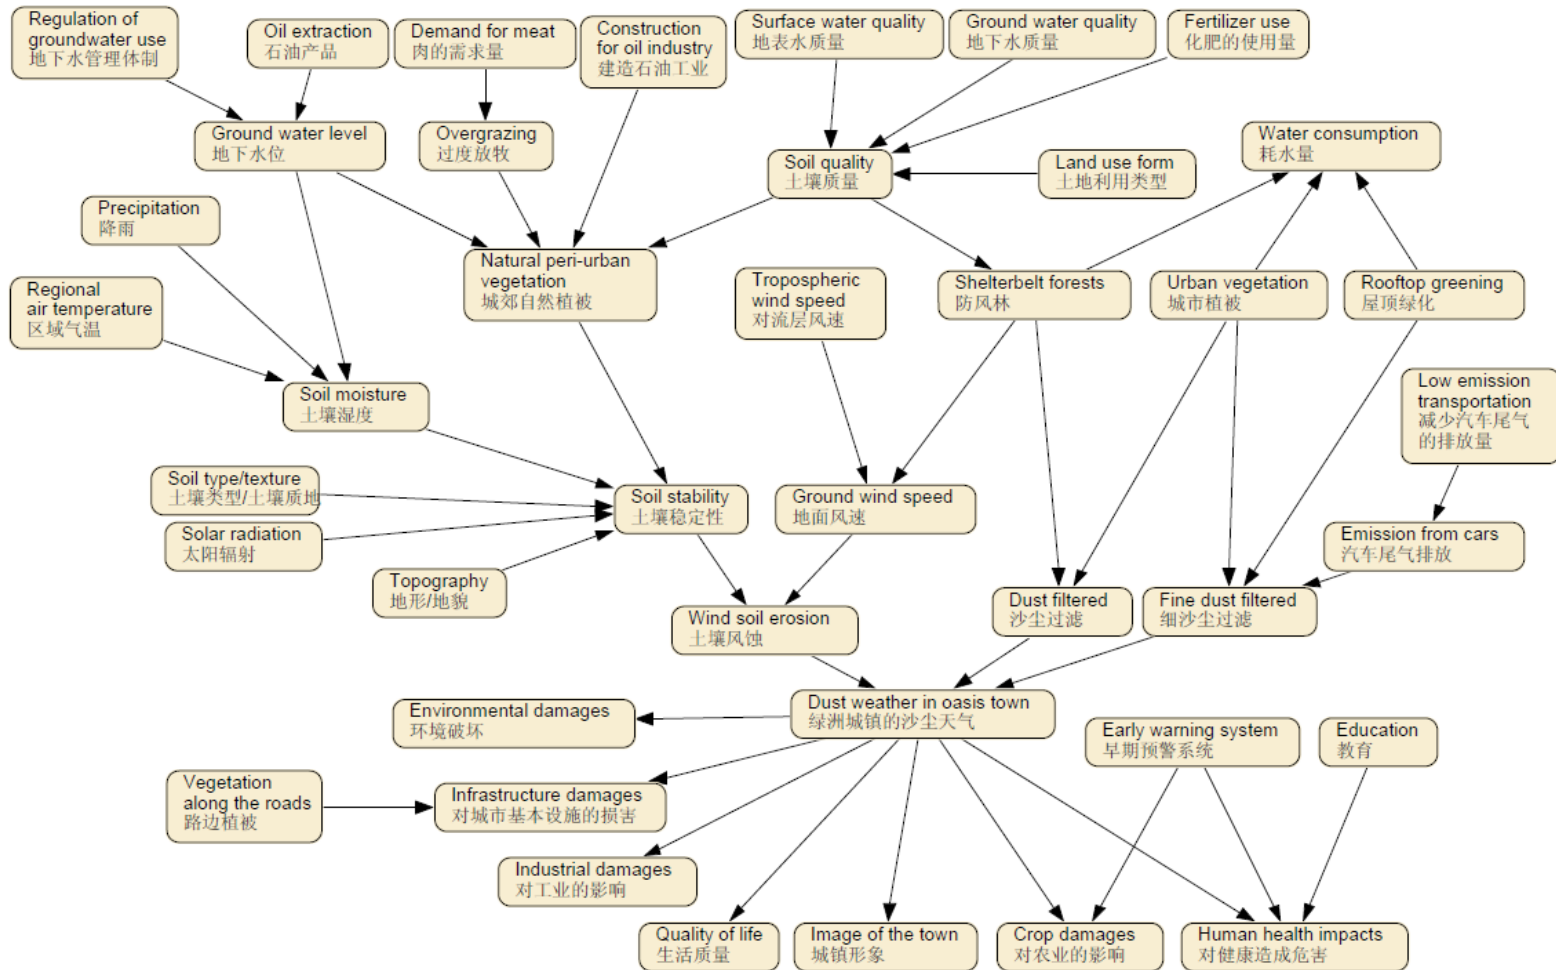 Regulation of
groundwater use
地下水管理体制
Oil extraction
石油产品
Demand for meat
肉的需求量
Construction
for oil industry
建造石油工业
Surface water quality
地表水质量
Ground water quality
地下水质量
Fertilizer use
化肥的使用量
Ground water level
地下水位
Overgrazing
过度放牧
Soil quality
土壤质量
Land use form
土地利用类型
Water consumption
耗水量
Precipitation
降雨
Natural peri-urban
vegetation
城郊自然植被
Tropospheric
wind speed
对流层风速
Shelterbelt forests
防风林
Urban vegetation
城市植被
Rooftop greening
屋顶绿化
Regional
air temperature
区域气温
Soil moisture
土壤湿度
Low emission
transportation
减少汽车尾气
的排放量
Soil type/texture
土壤类型/土壤质地
Soil stability
土壤稳定性
Ground wind speed
地面风速
Solar radiation
太阳辐射
Emission from cars
汽车尾气排放
Topography
地形/地貌
Wind soil erosion
土壤风蚀
Dust filtered
沙尘过滤
Fine dust filtered
细沙尘过滤
Environmental damages
环境破坏
Dust weather in oasis town
绿洲城镇的沙尘天气
Early warning system
早期预警系统
Education
教育
Vegetation
along the roads
路边植被
Infrastructure damages
对城市基本设施的损害
Industrial damages
对工业的影响
Quality of life
生活质量
Image of the town
城镇形象
Crop damages
对农业的影响
Human health impacts
对健康造成危害